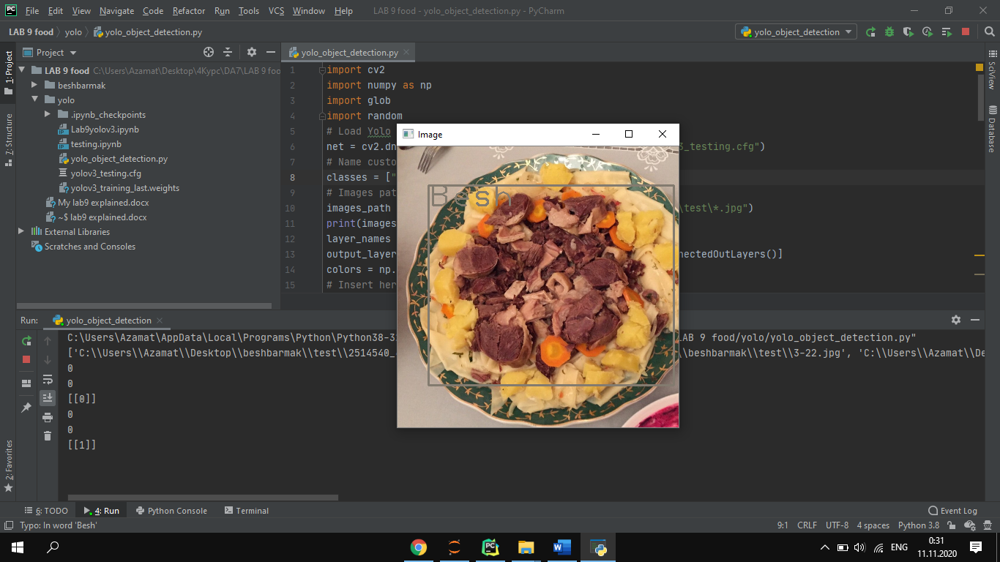 PC File Edit View Navigate Code Refactor Run Tools VCS Window Help LAB 9 food - yolo_object_detection.py - PyCharm
LAB 9 food yolo yolo_object_detection.py yolo_object_detection
Project yolo_object_detection.py
1: Project
7: Structure
2: Favorites
LAB 9 food C:\Users\Azamat\Desktop\4Курс\DA7\LAB 9 foo
beshbarmak
yolo
.ipynb_checkpoints
Lab9yolov3.ipynb
testing.ipynb
yolo_object_detection.py
yolov3_testing.cfg
yolov3_training_last.weights
My lab9 explained.docx
~$ lab9 explained.docx
External Libraries
Scratches and Consoles
1 import cv2
2 import numpy as np
3 import glob
4 import random
5 # Load Yolo
6 net = cv2.dn 3_testing.cfg")
7 # Name custo
8 classes = ["
9 # Images pat
10 images_path \test\*.jpg")
11 print(images
12 layer_names
13 output_layer nectedOutLayers()]
14 colors = np.
15 # Insert her
SciView
Database
Image
Besh
Run: yolo_object_detection
C:\Users\Azamat\AppData\Local\Programs\Python\Python38-3 LAB 9 food/yolo/yolo_object_detection.py"
['C:\\Users\\Azamat\\Desktop\\beshbarmak\\test\\2514540_ \\beshbarmak\\test\\3-22.jpg', 'C:\\Users\\Azamat\\De
0
0
[[0]]
0
0
[[1]]
6: TODO 4: Run Python Console Terminal Event Log
Typo: In word 'Besh' 9:1 CRLF UTF-8 4 spaces Python 3.8
ENG
0:31
11.11.2020